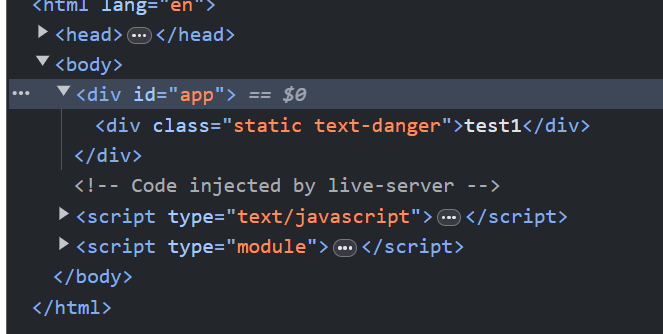 <html lang="en">
<head>…</head>
<body>
… <div id="app"> == $0
<div class="static text-danger">test1</div>
</div>
<!-- Code injected by live-server -->
<script type="text/javascript">…</script>
<script type="module">…</script>
</body>
</html>